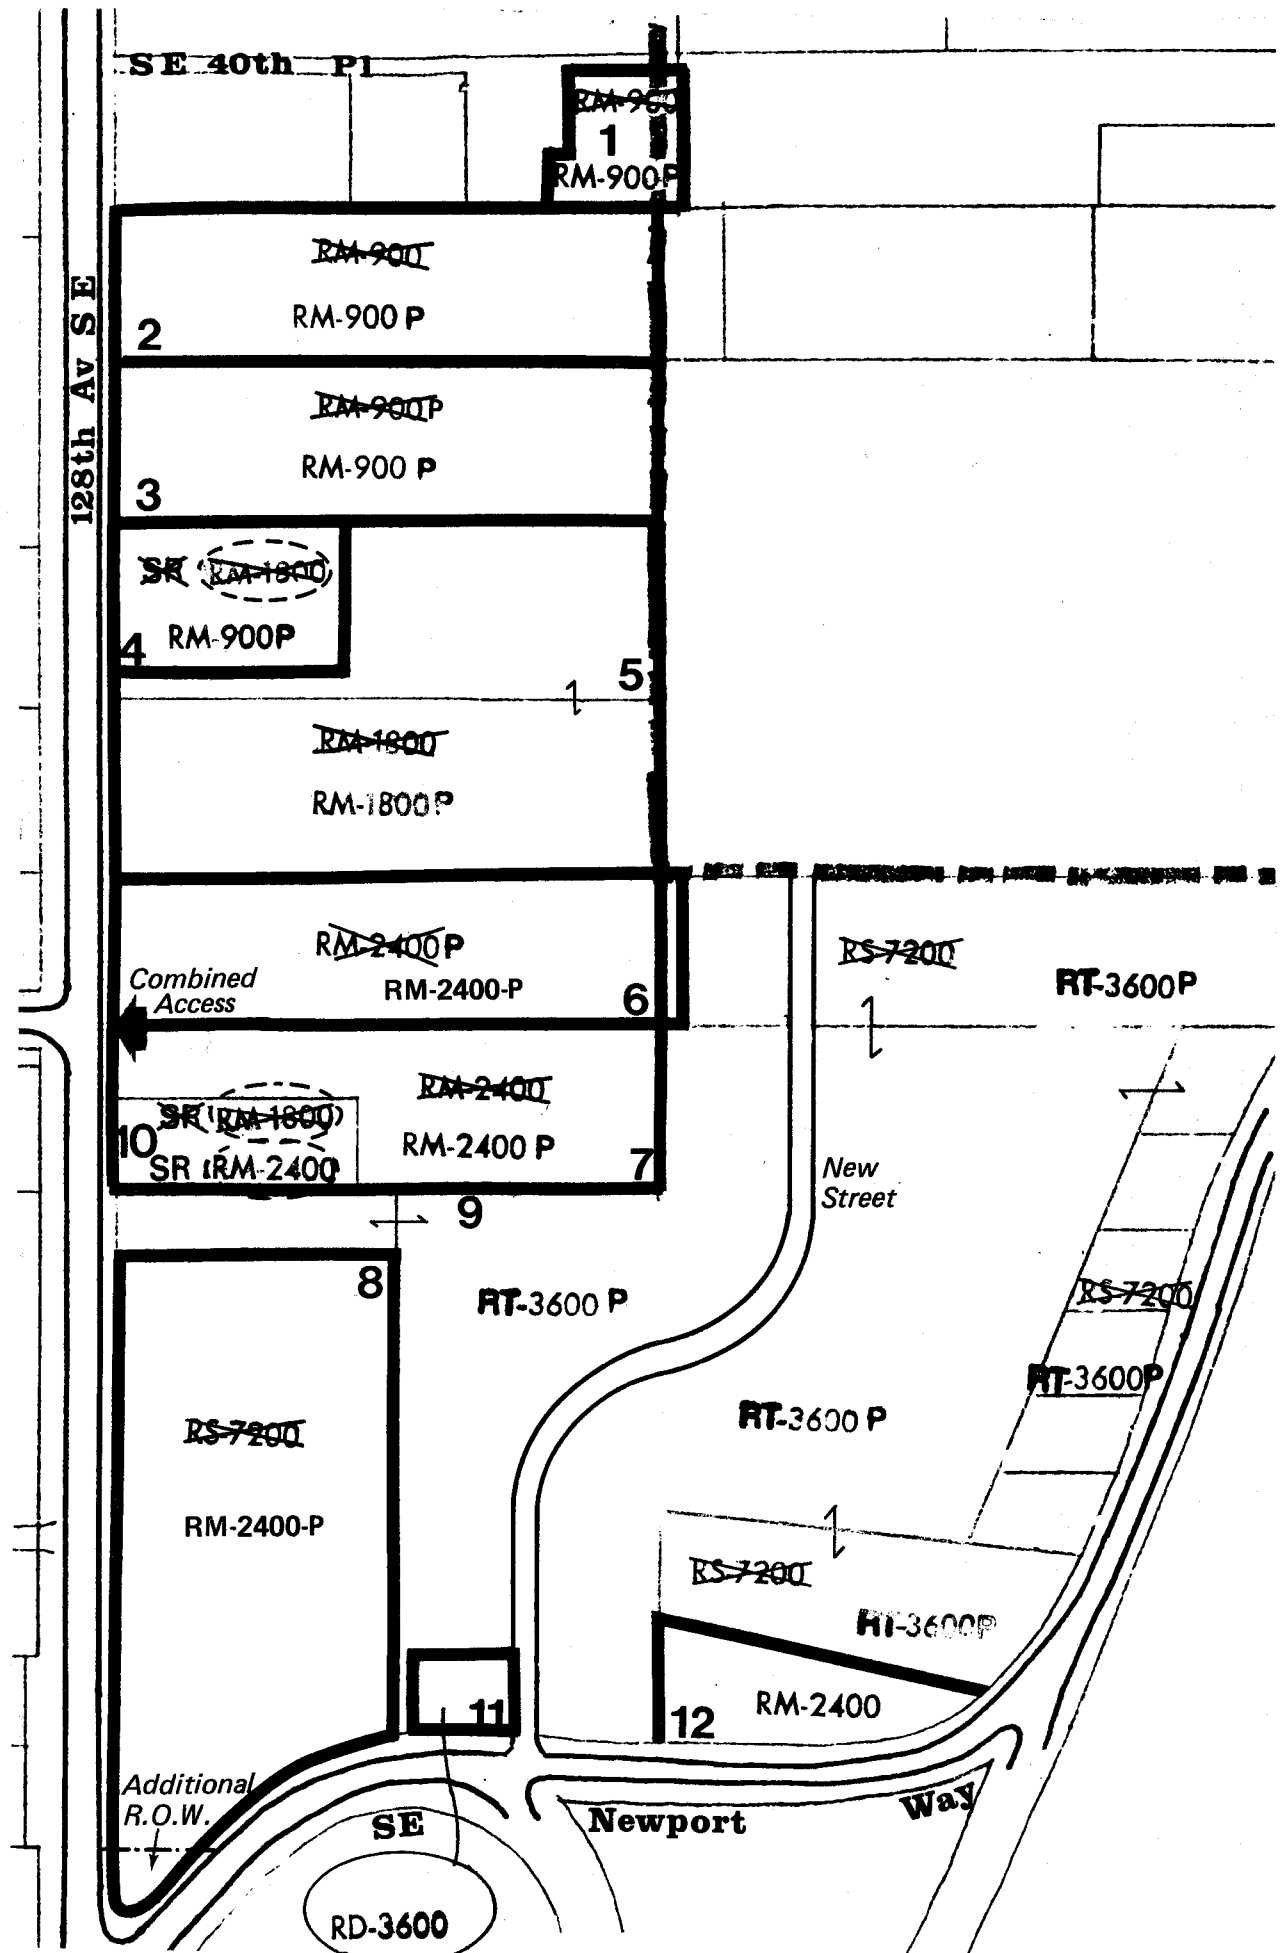 SE 40th Pl
RM-900
1
RM-900P
128th Av SE
RM-900
RM-900 P
2
RM-900P
RM-900 P
3
SR RM-1800
RM-900P
4
5
RM-1800
RM-1800P
RM-2400P
Combined
Access
RM-2400-P
6
RS-7200
RT-3600P
RM-2400
SR (RM-1800)
10
RM-2400 P
7
SR (RM-2400)
New
Street
9
8
RT-3600 P
RS-7200
RT-3600P
RT-3600 P
RS-7200
RM-2400-P
RS-7200
RT-3600P
11
12
RM-2400
Additional
R.O.W.
SE Newport Way
RD-3600